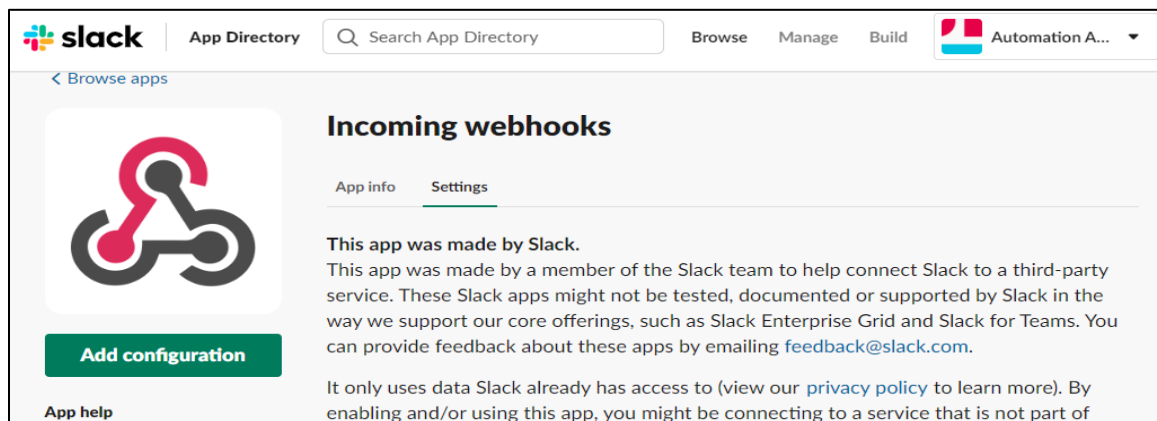 slack App Directory Search App Directory Browse Manage Build Automation A...
< Browse apps
Incoming webhooks
App info Settings
This app was made by Slack.
This app was made by a member of the Slack team to help connect Slack to a third-party
service. These Slack apps might not be tested, documented or supported by Slack in the
way we support our core offerings, such as Slack Enterprise Grid and Slack for Teams. You
can provide feedback about these apps by emailing feedback@slack.com.
Add configuration
It only uses data Slack already has access to (view our privacy policy to learn more). By
App help
enabling and/or using this app, you might be connecting to a service that is not part of